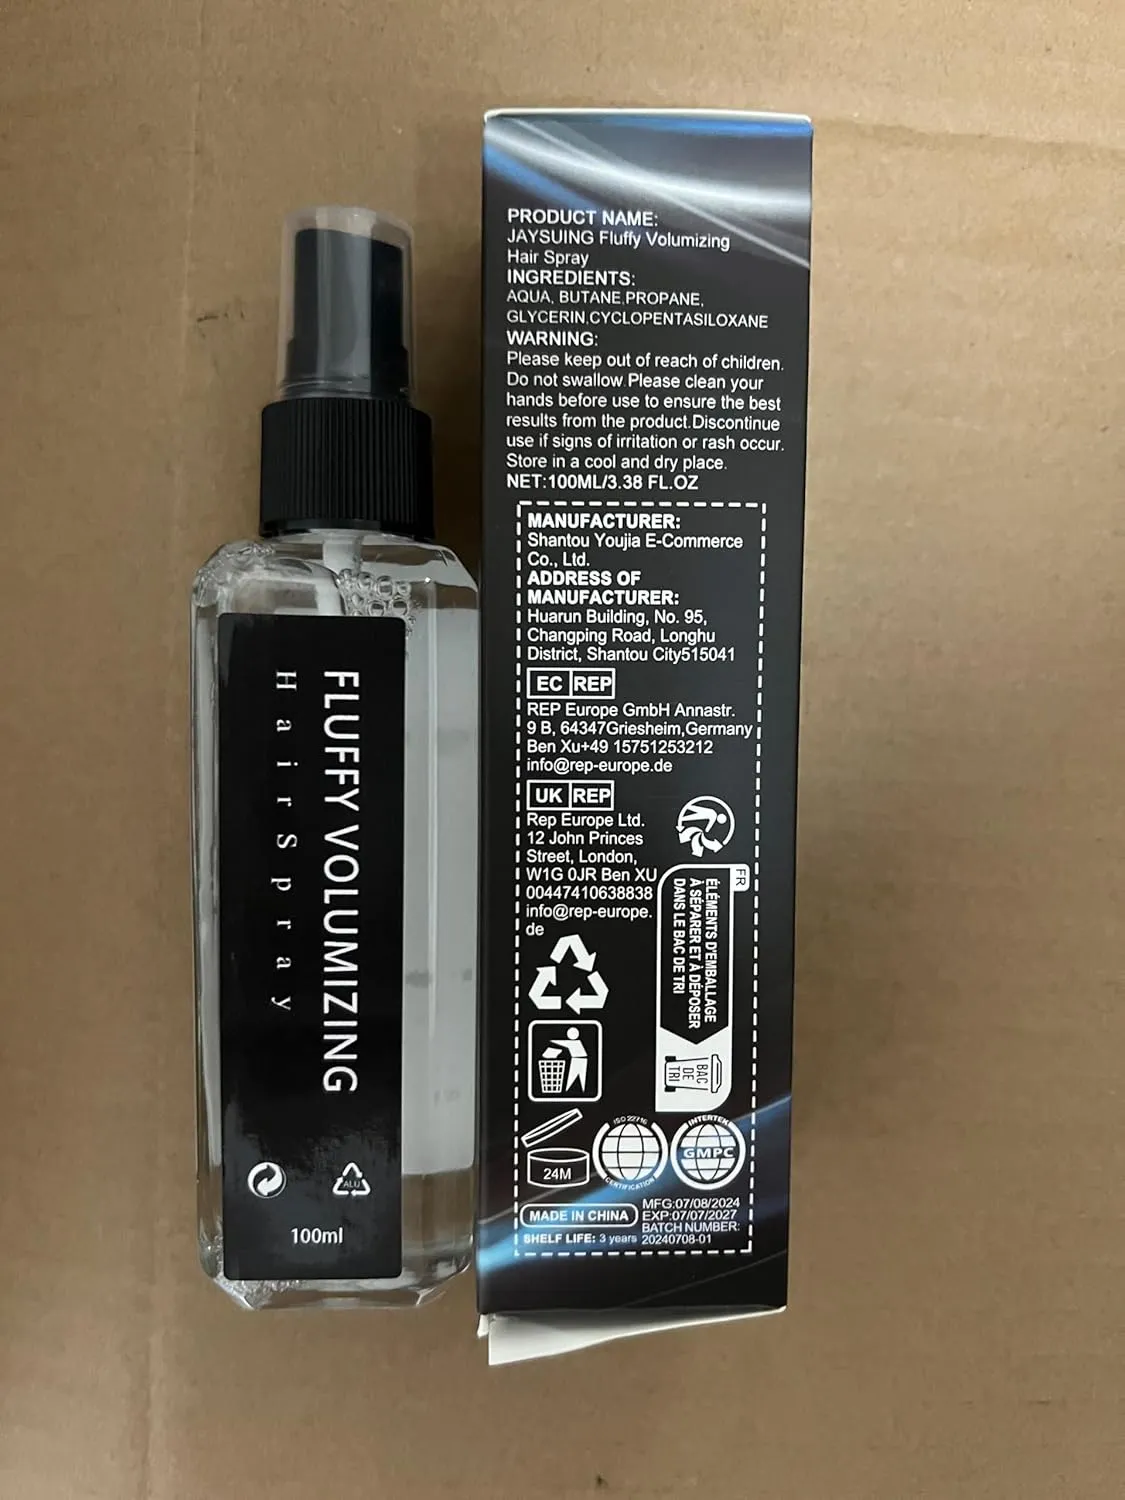 FLUFFY VOLUMIZING
Hair Spray
ALU
100ml
PRODUCT NAME:
JAYSUING Fluffy Volumizing
Hair Spray
INGREDIENTS:
AQUA, BUTANE,PROPANE,
GLYCERIN,CYCLOPENTASILOXANE
WARNING:
Please keep out of reach of children.
Do not swallow.Please clean your
hands before use to ensure the best
results from the product.Discontinue
use if signs of irritation or rash occur.
Store in a cool and dry place.
NET:100ML/3.38 FL.OZ
MANUFACTURER:
Shantou Youjia E-Commerce
Co., Ltd.
ADDRESS OF
MANUFACTURER:
Huarun Building, No. 95,
Changping Road, Longhu
District, Shantou City515041
EC REP
REP Europe GmbH Annastr.
9 B, 64347Griesheim,Germany
Ben Xu+49 15751253212
info@rep-europe.de
UK REP
Rep Europe Ltd.
12 John Princes
Street, London,
W1G 0JR Ben XU
00447410638838
info@rep-europe.
de
FR
ÉLÉMENTS D'EMBALLAGE
À SÉPARER ET À DÉPOSER
DANS LE BAC DE TRI
BAC
DE
TRI
24M
ISO 22716
CERTIFICATION
INTERTEK
GMPC
MADE IN CHINA
SHELF LIFE: 3 years
MFG:07/08/2024
EXP:07/07/2027
BATCH NUMBER:
20240708-01